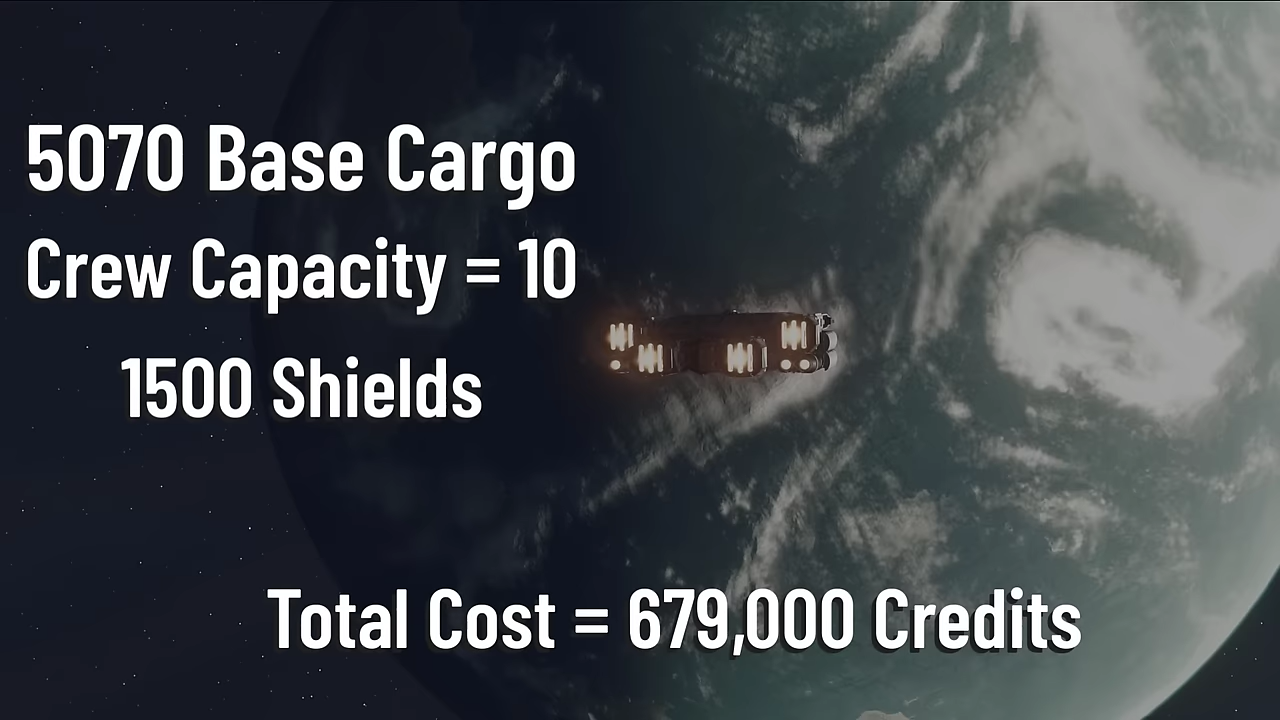 5070 Base Cargo
Crew Capacity = 10
1500 Shields
Total Cost = 679,000 Credits